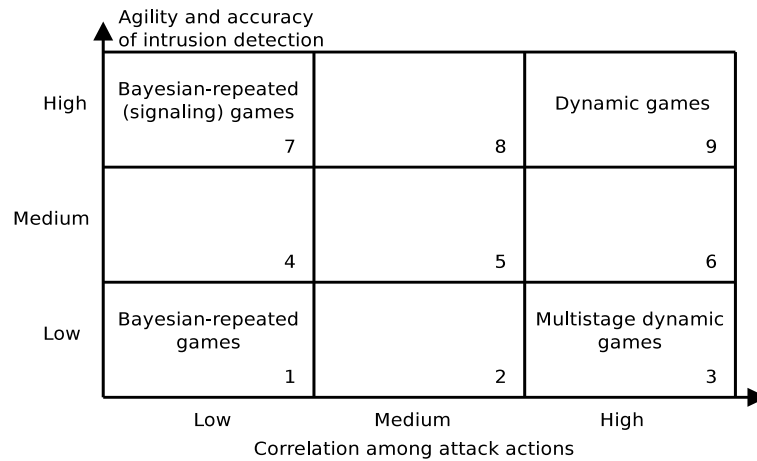 Agility and accuracy
of intrusion detection
High
Bayesian-repeated
(signaling) games
7
8
Dynamic games
9
Medium
4
5
6
Low
Bayesian-repeated
games
1
2
Multistage dynamic
games
3
Low
Medium
High
Correlation among attack actions